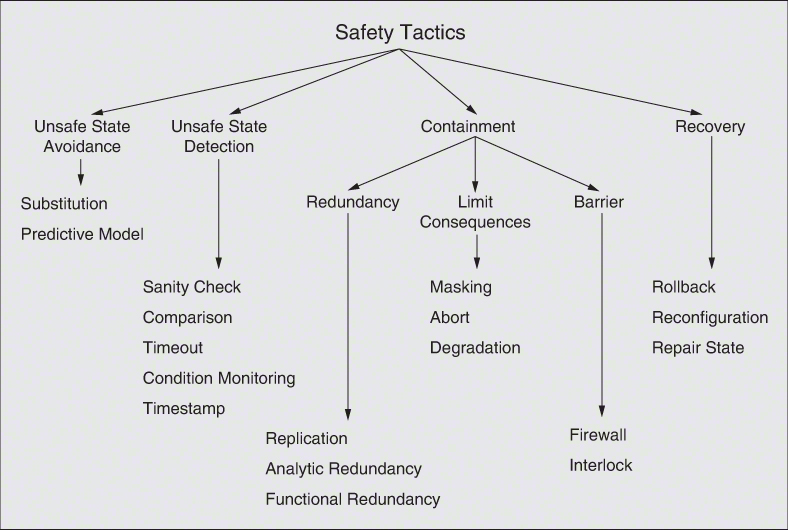 Safety Tactics
Unsafe State
Avoidance
Unsafe State
Detection
Containment
Recovery
Substitution
Predictive Model
Redundancy
Limit
Consequences
Barrier
Sanity Check
Comparison
Timeout
Condition Monitoring
Timestamp
Masking
Abort
Degradation
Rollback
Reconfiguration
Repair State
Replication
Analytic Redundancy
Functional Redundancy
Firewall
Interlock